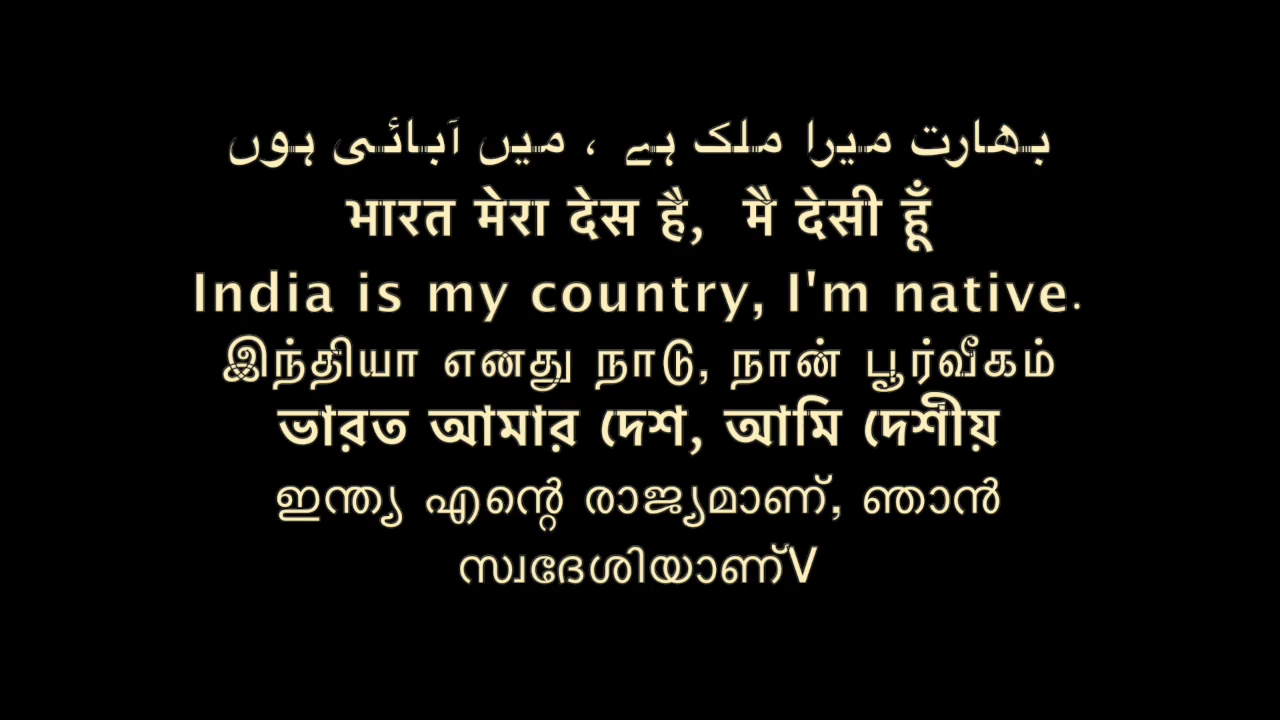 بھارت میرا ملک ہے ، میں آبائی ہوں
भारत मेरा देस है, मै देसी हूँ
India is my country, I'm native.
இந்தியா எனது நாடு, நான் பூர்வீகம்
ভারত আমার দেশ, আমি দেশীয়
ഇന്ത്യ എന്റെ രാജ്യമാണ്, ഞാൻ
സ്വദേശിയാണ്V